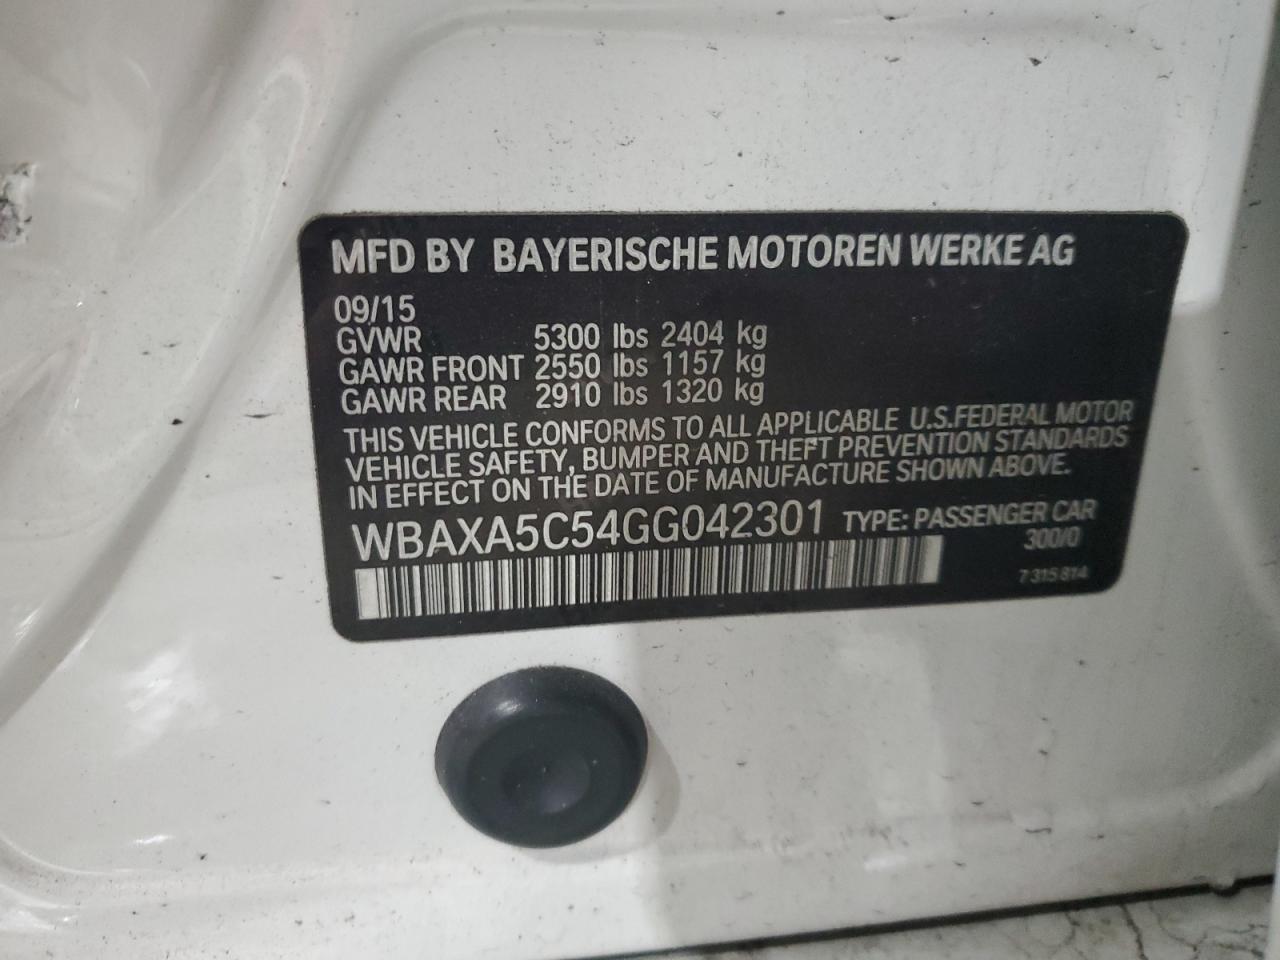 MFD BY BAYERISCHE MOTOREN WERKE AG
09/15
GVWR 5300 lbs 2404 kg
GAWR FRONT 2550 lbs 1157 kg
GAWR REAR 2910 lbs 1320 kg
THIS VEHICLE CONFORMS TO ALL APPLICABLE U.S.FEDERAL MOTOR
VEHICLE SAFETY, BUMPER AND THEFT PREVENTION STANDARDS
IN EFFECT ON THE DATE OF MANUFACTURE SHOWN ABOVE.
WBAXA5C54GG042301 TYPE: PASSENGER CAR
300/0
7 315 814